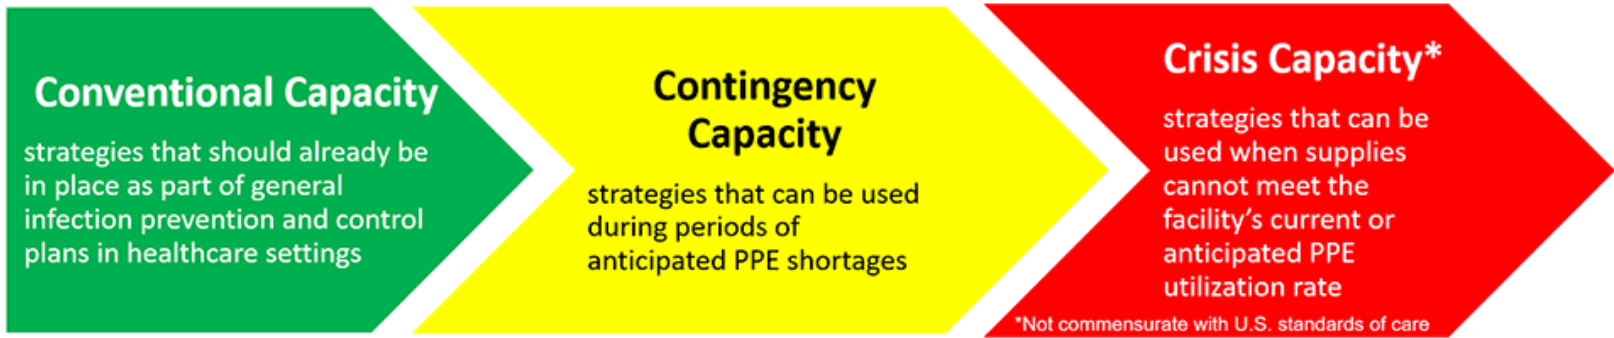 Conventional Capacity
strategies that should already be
in place as part of general
infection prevention and control
plans in healthcare settings
Contingency
Capacity
strategies that can be used
during periods of
anticipated PPE shortages
Crisis Capacity*
strategies that can be
used when supplies
cannot meet the
facility’s current or
anticipated PPE
utilization rate
*Not commensurate with U.S. standards of care